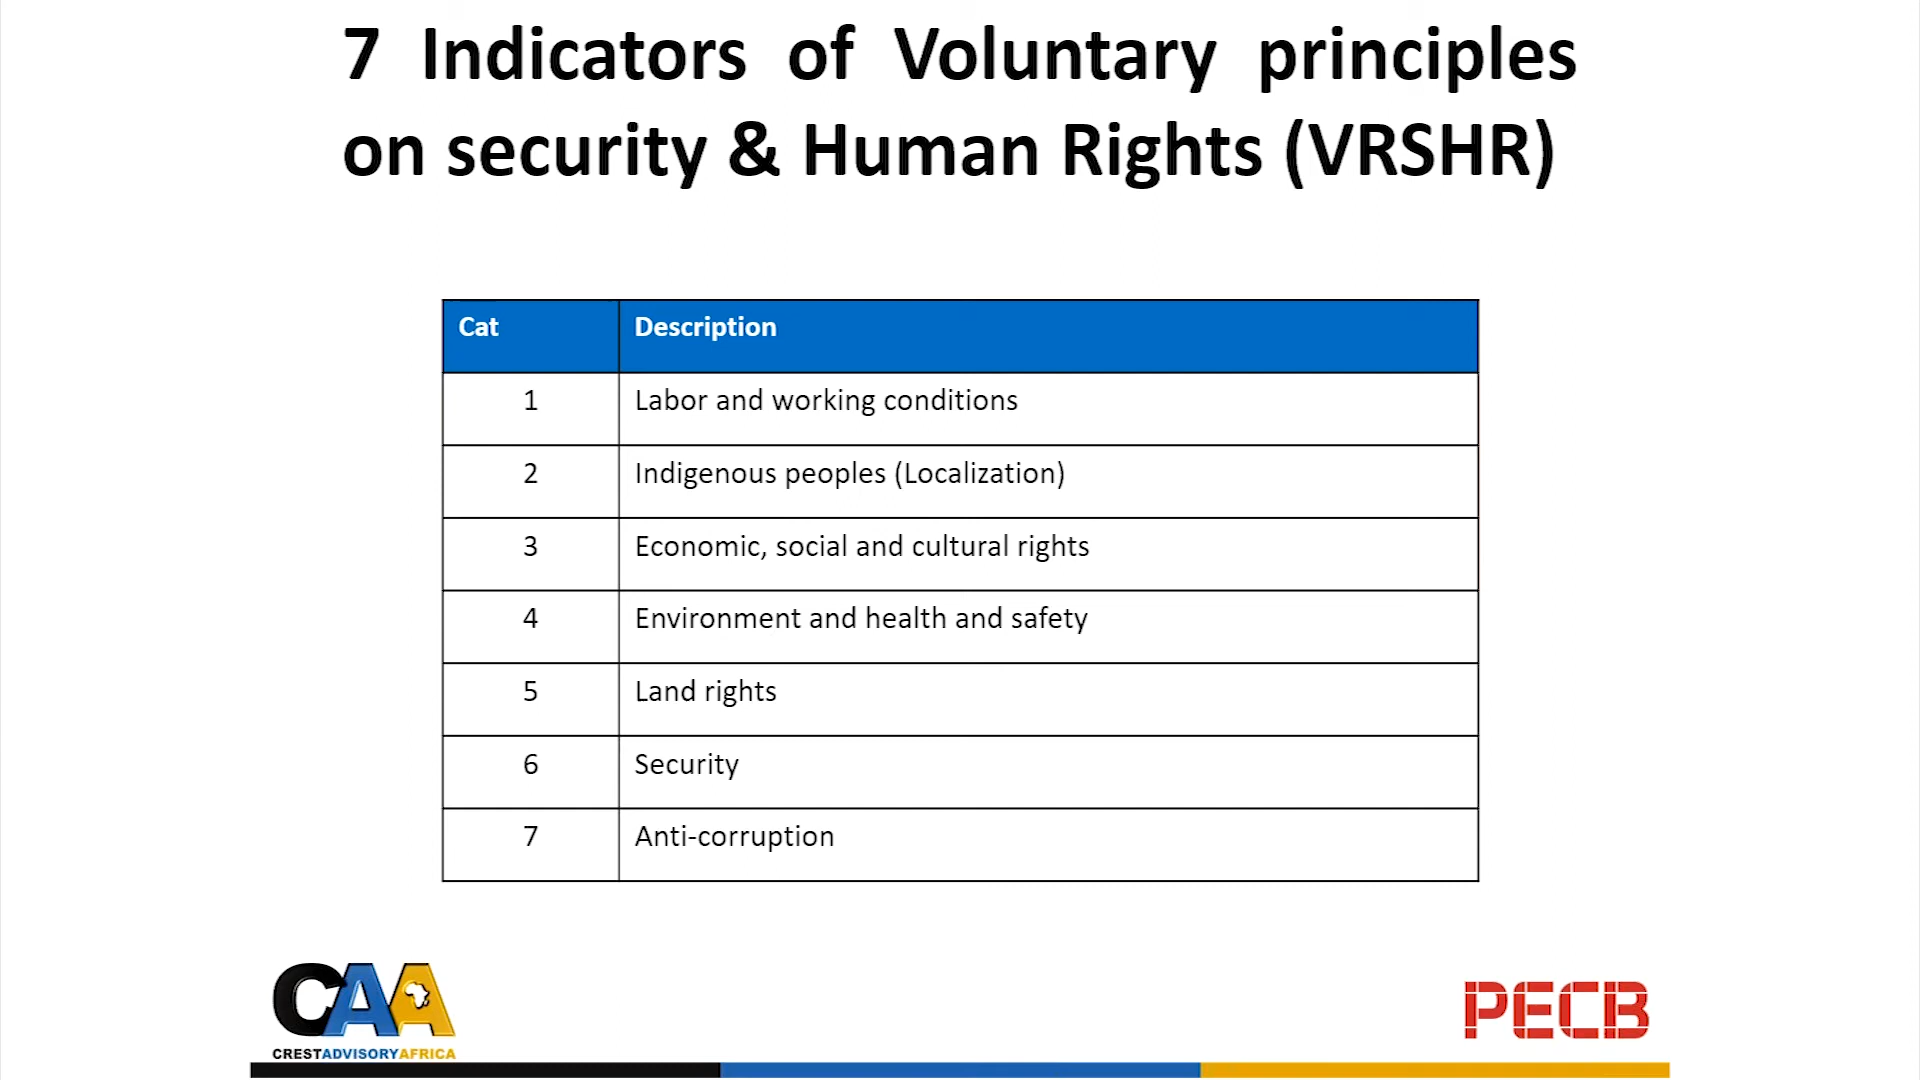 7 Indicators of Voluntary principles
on security & Human Rights (VRSHR)
Cat Description
1 Labor and working conditions
2 Indigenous peoples (Localization)
3 Economic, social and cultural rights
4 Environment and health and safety
5 Land rights
6 Security
7 Anti-corruption
CAA
CRESTADVISORYAFRICA
PECB